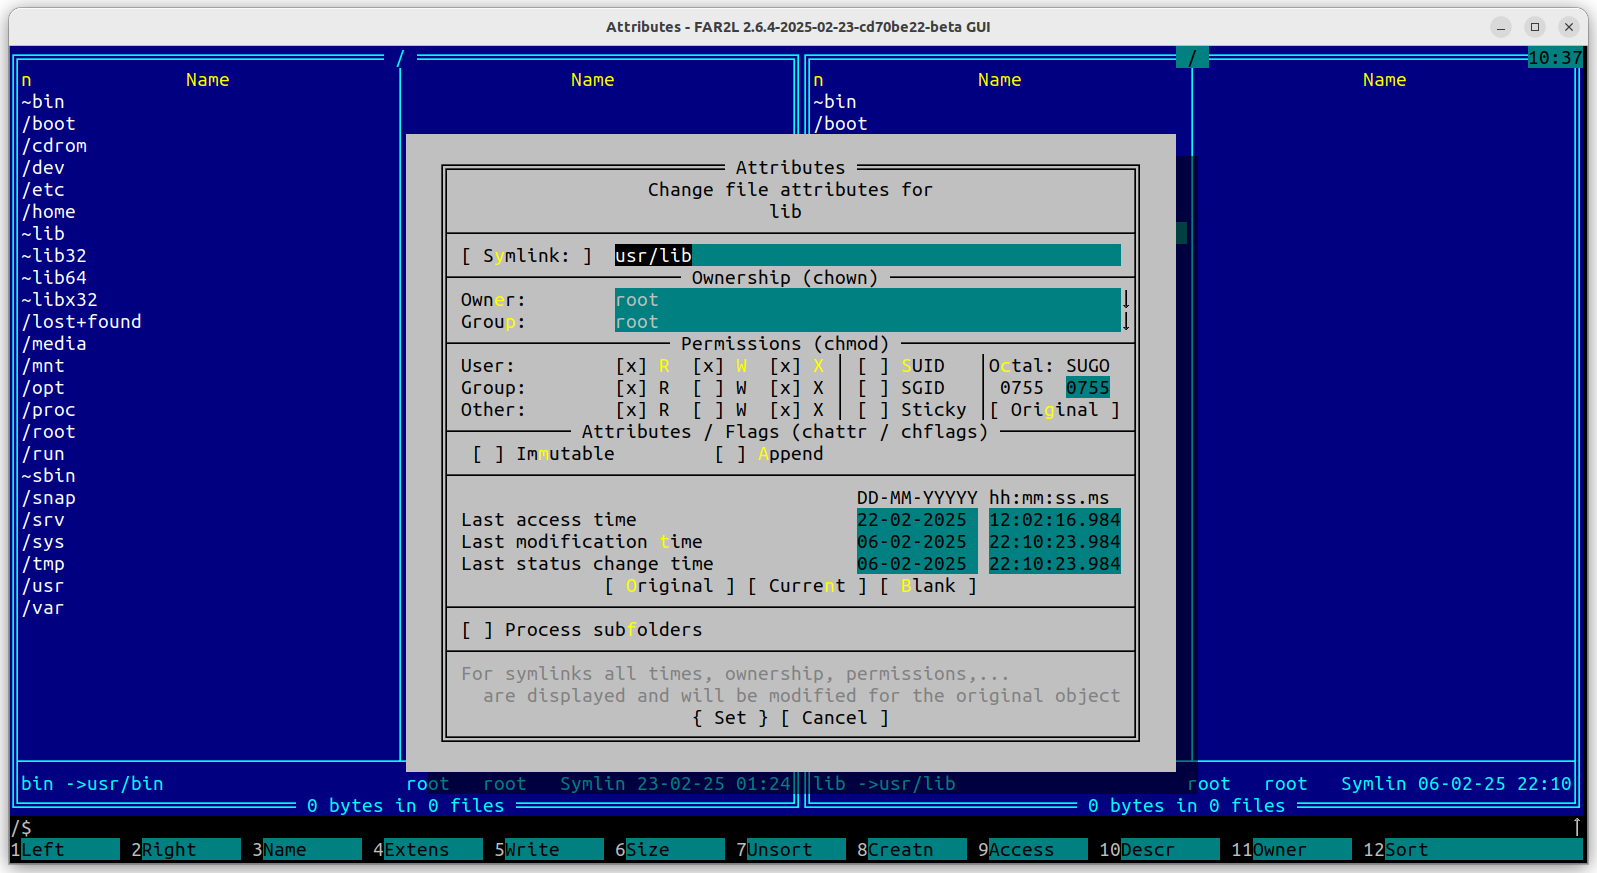 Attributes - FAR2L 2.6.4-2025-02-23-cd70be22-beta GUI
/ / 10:37
n Name Name n Name Name
~bin ~bin
/boot /boot
/cdrom
/dev
/etc
/home
~lib
~lib32
~lib64
~libx32
/lost+found
/media
/mnt
/opt
/proc
/root
/run
~sbin
/snap
/srv
/sys
/tmp
/usr
/var
Attributes
Change file attributes for
lib
[ Symlink: ] usr/lib
Ownership (chown)
Owner: root ↓
Group: root ↓
Permissions (chmod)
User: [x] R [x] W [x] X [ ] SUID Octal: SUGO
Group: [x] R [ ] W [x] X [ ] SGID 0755 0755
Other: [x] R [ ] W [x] X [ ] Sticky [ Original ]
Attributes / Flags (chattr / chflags)
[ ] Immutable [ ] Append
DD-MM-YYYYY hh:mm:ss.ms
Last access time 22-02-2025 12:02:16.984
Last modification time 06-02-2025 22:10:23.984
Last status change time 06-02-2025 22:10:23.984
[ Original ] [ Current ] [ Blank ]
[ ] Process subfolders
For symlinks all times, ownership, permissions,...
are displayed and will be modified for the original object
{ Set } [ Cancel ]
bin ->usr/bin root root Symlin 23-02-25 01:24 lib ->usr/lib root root Symlin 06-02-25 22:10
0 bytes in 0 files 0 bytes in 0 files
/$ ↑
1Left 2Right 3Name 4Extens 5Write 6Size 7Unsort 8Creatn 9Access 10Descr 11Owner 12Sort